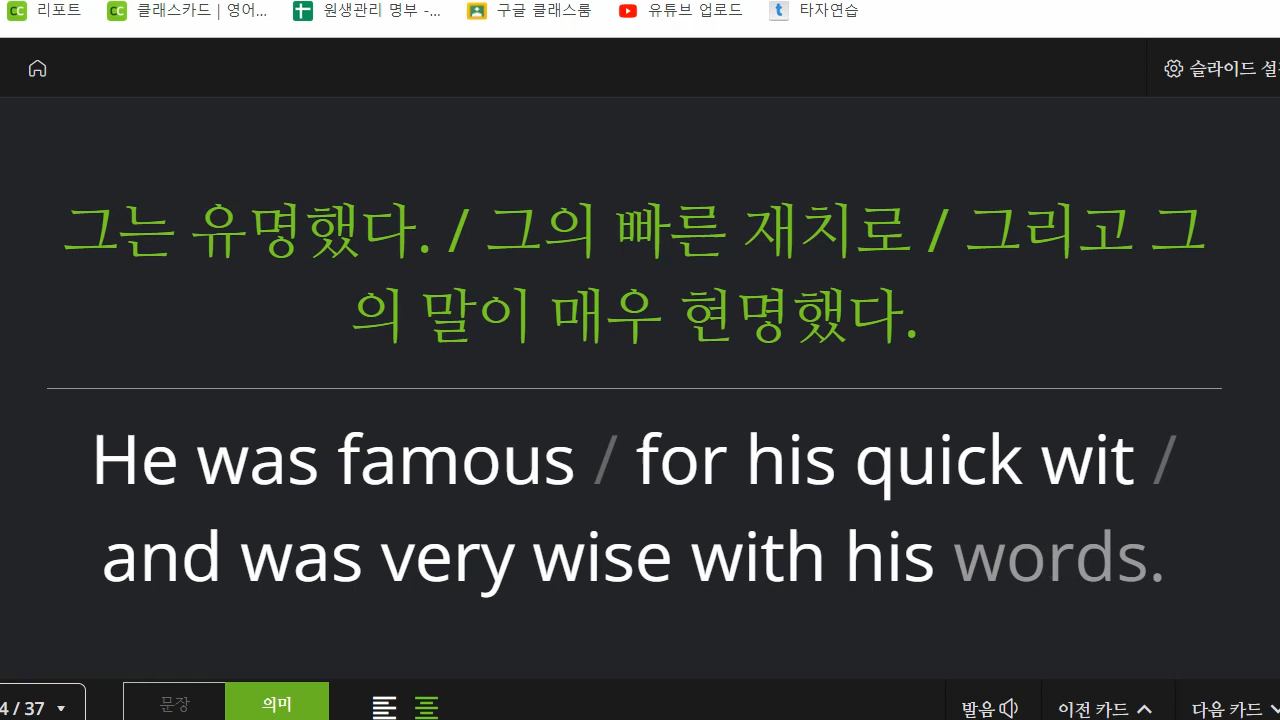 리포트 클래스카드 | 영어... 원생관리 명부 -... 구글 클래스룸 유튜브 업로드 타자연습
슬라이드
그는 유명했다. / 그의 빠른 재치로 / 그리고 그
의 말이 매우 현명했다.
He was famous / for his quick wit /
and was very wise with his words.
4 / 37 문장 의미 발음 이전 카드 다음 카드